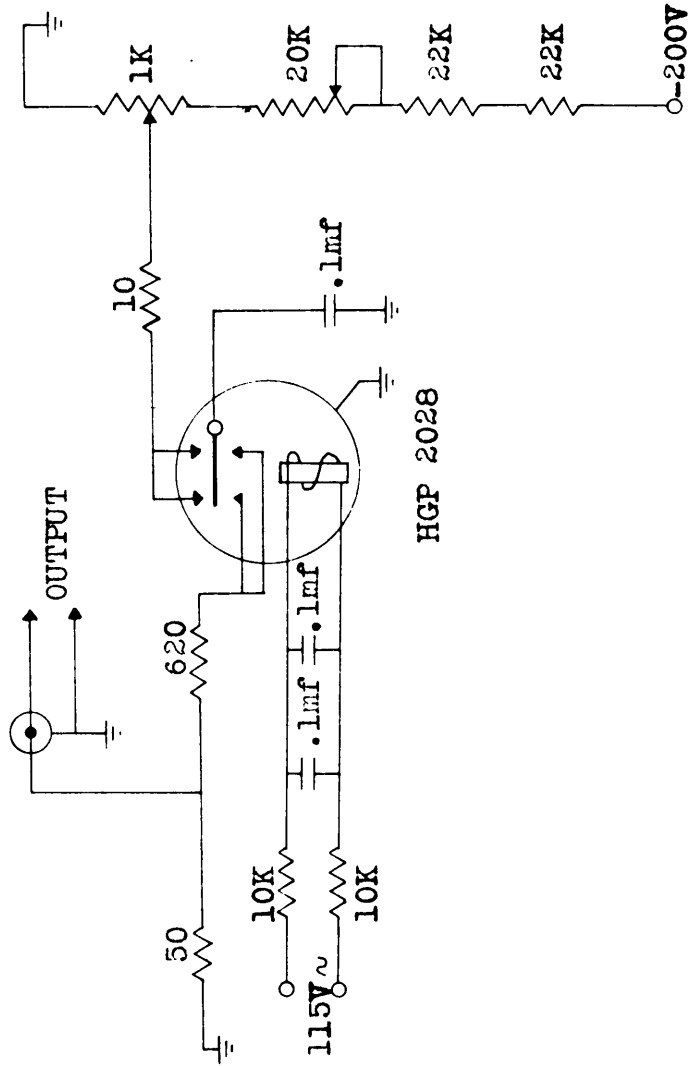 OUTPUT
50
620
10
1K
20K
22K
22K
-200V
.1mf
10K
.1mf
.1mf
115V~
10K
HGP 2028